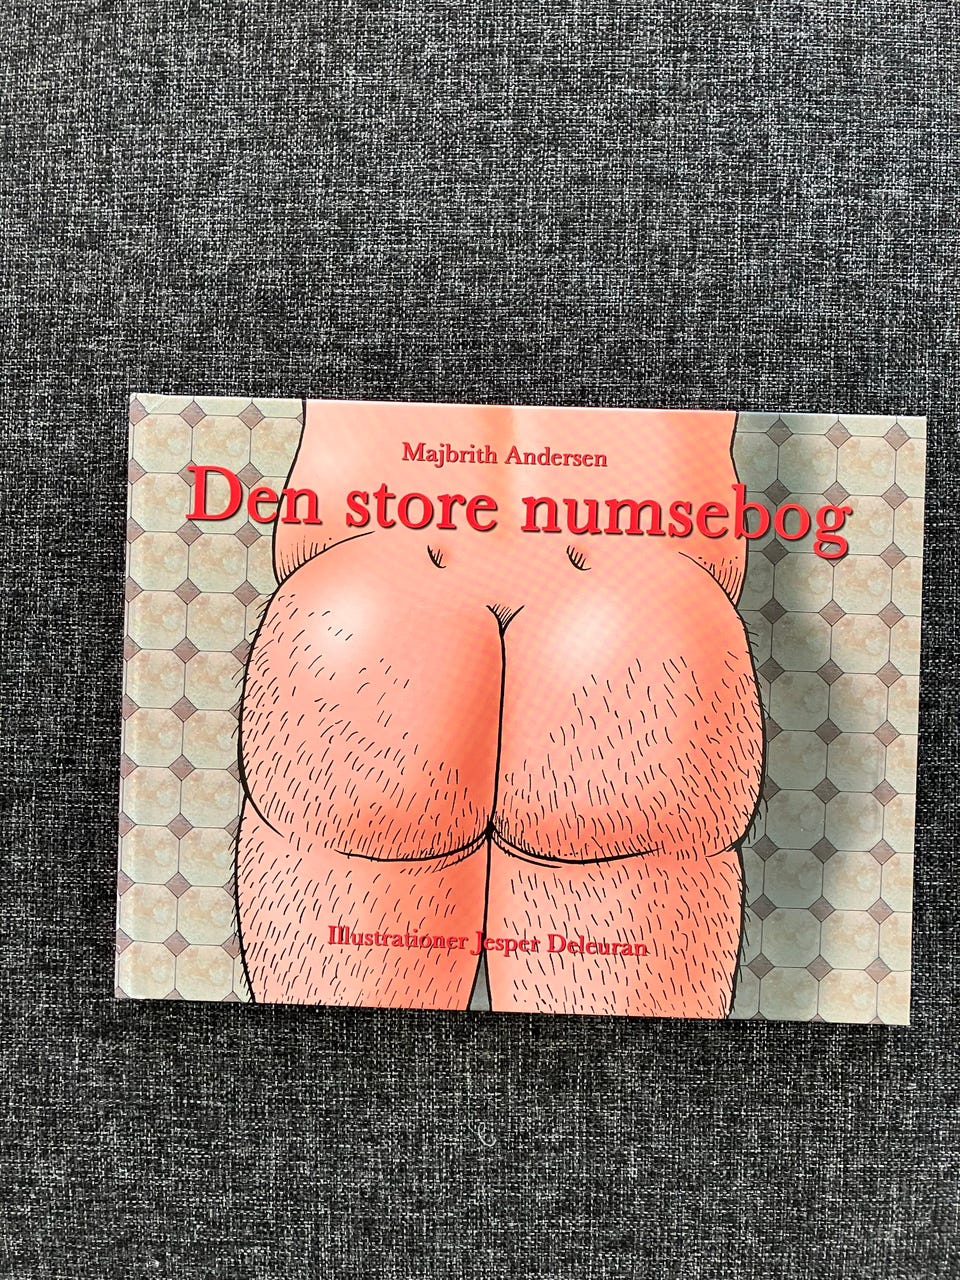 Majbrith Andersen
Den store numsebog
Illustrationer Jesper Deleuran